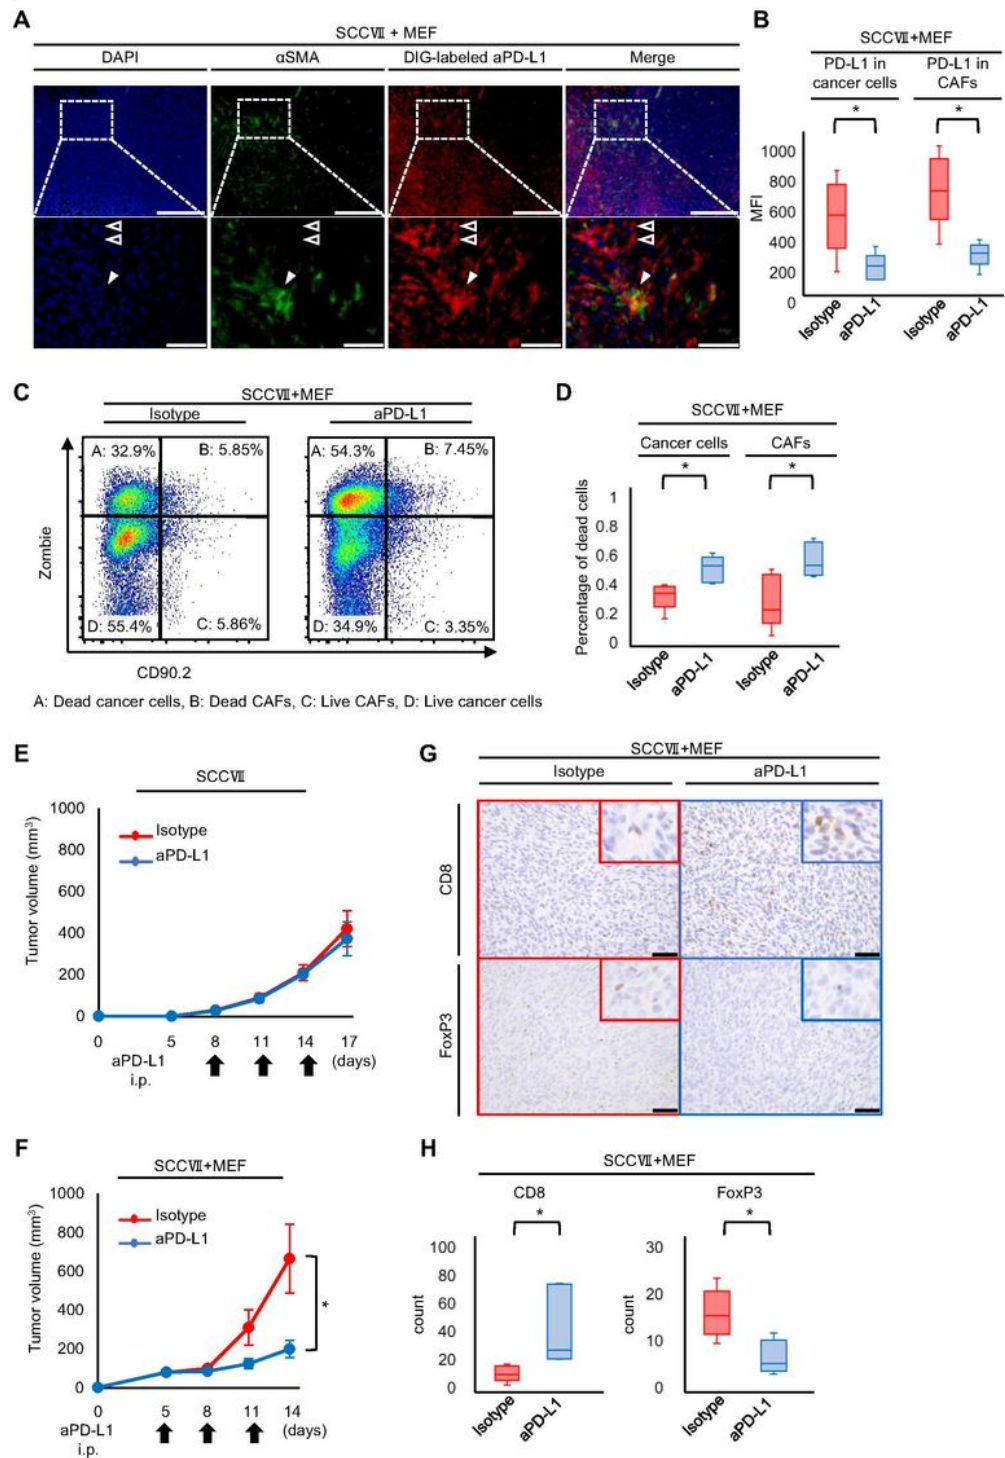 A
SCCⅦ + MEF
DAPI
αSMA
DIG-labeled aPD-L1
Merge
B
SCCⅦ+MEF
PD-L1 in cancer cells
PD-L1 in CAFs
*
*
MFI
1000
800
600
400
200
0
Isotype
aPD-L1
Isotype
aPD-L1
C
SCCⅦ+MEF
Isotype
aPD-L1
A: 32.9%
B: 5.85%
D: 55.4%
C: 5.86%
A: 54.3%
B: 7.45%
D: 34.9%
C: 3.35%
Zombie
CD90.2
A: Dead cancer cells, B: Dead CAFs, C: Live CAFs, D: Live cancer cells
D
SCCⅦ+MEF
Cancer cells
CAFs
*
*
Percentage of dead cells
1
0.8
0.6
0.4
0.2
0
Isotype
aPD-L1
Isotype
aPD-L1
E
SCCⅦ
Isotype
aPD-L1
Tumor volume (mm³)
1000
800
600
400
200
0
0
5
8
11
14
17
aPD-L1
i.p.
(days)
F
SCCⅦ+MEF
Isotype
aPD-L1
Tumor volume (mm³)
1000
800
600
400
200
0
*
0
5
8
11
14
aPD-L1
i.p.
(days)
G
SCCⅦ+MEF
Isotype
aPD-L1
CD8
FoxP3
H
SCCⅦ+MEF
CD8
FoxP3
*
*
count
100
80
60
40
20
0
Isotype
aPD-L1
count
30
20
10
0
Isotype
aPD-L1